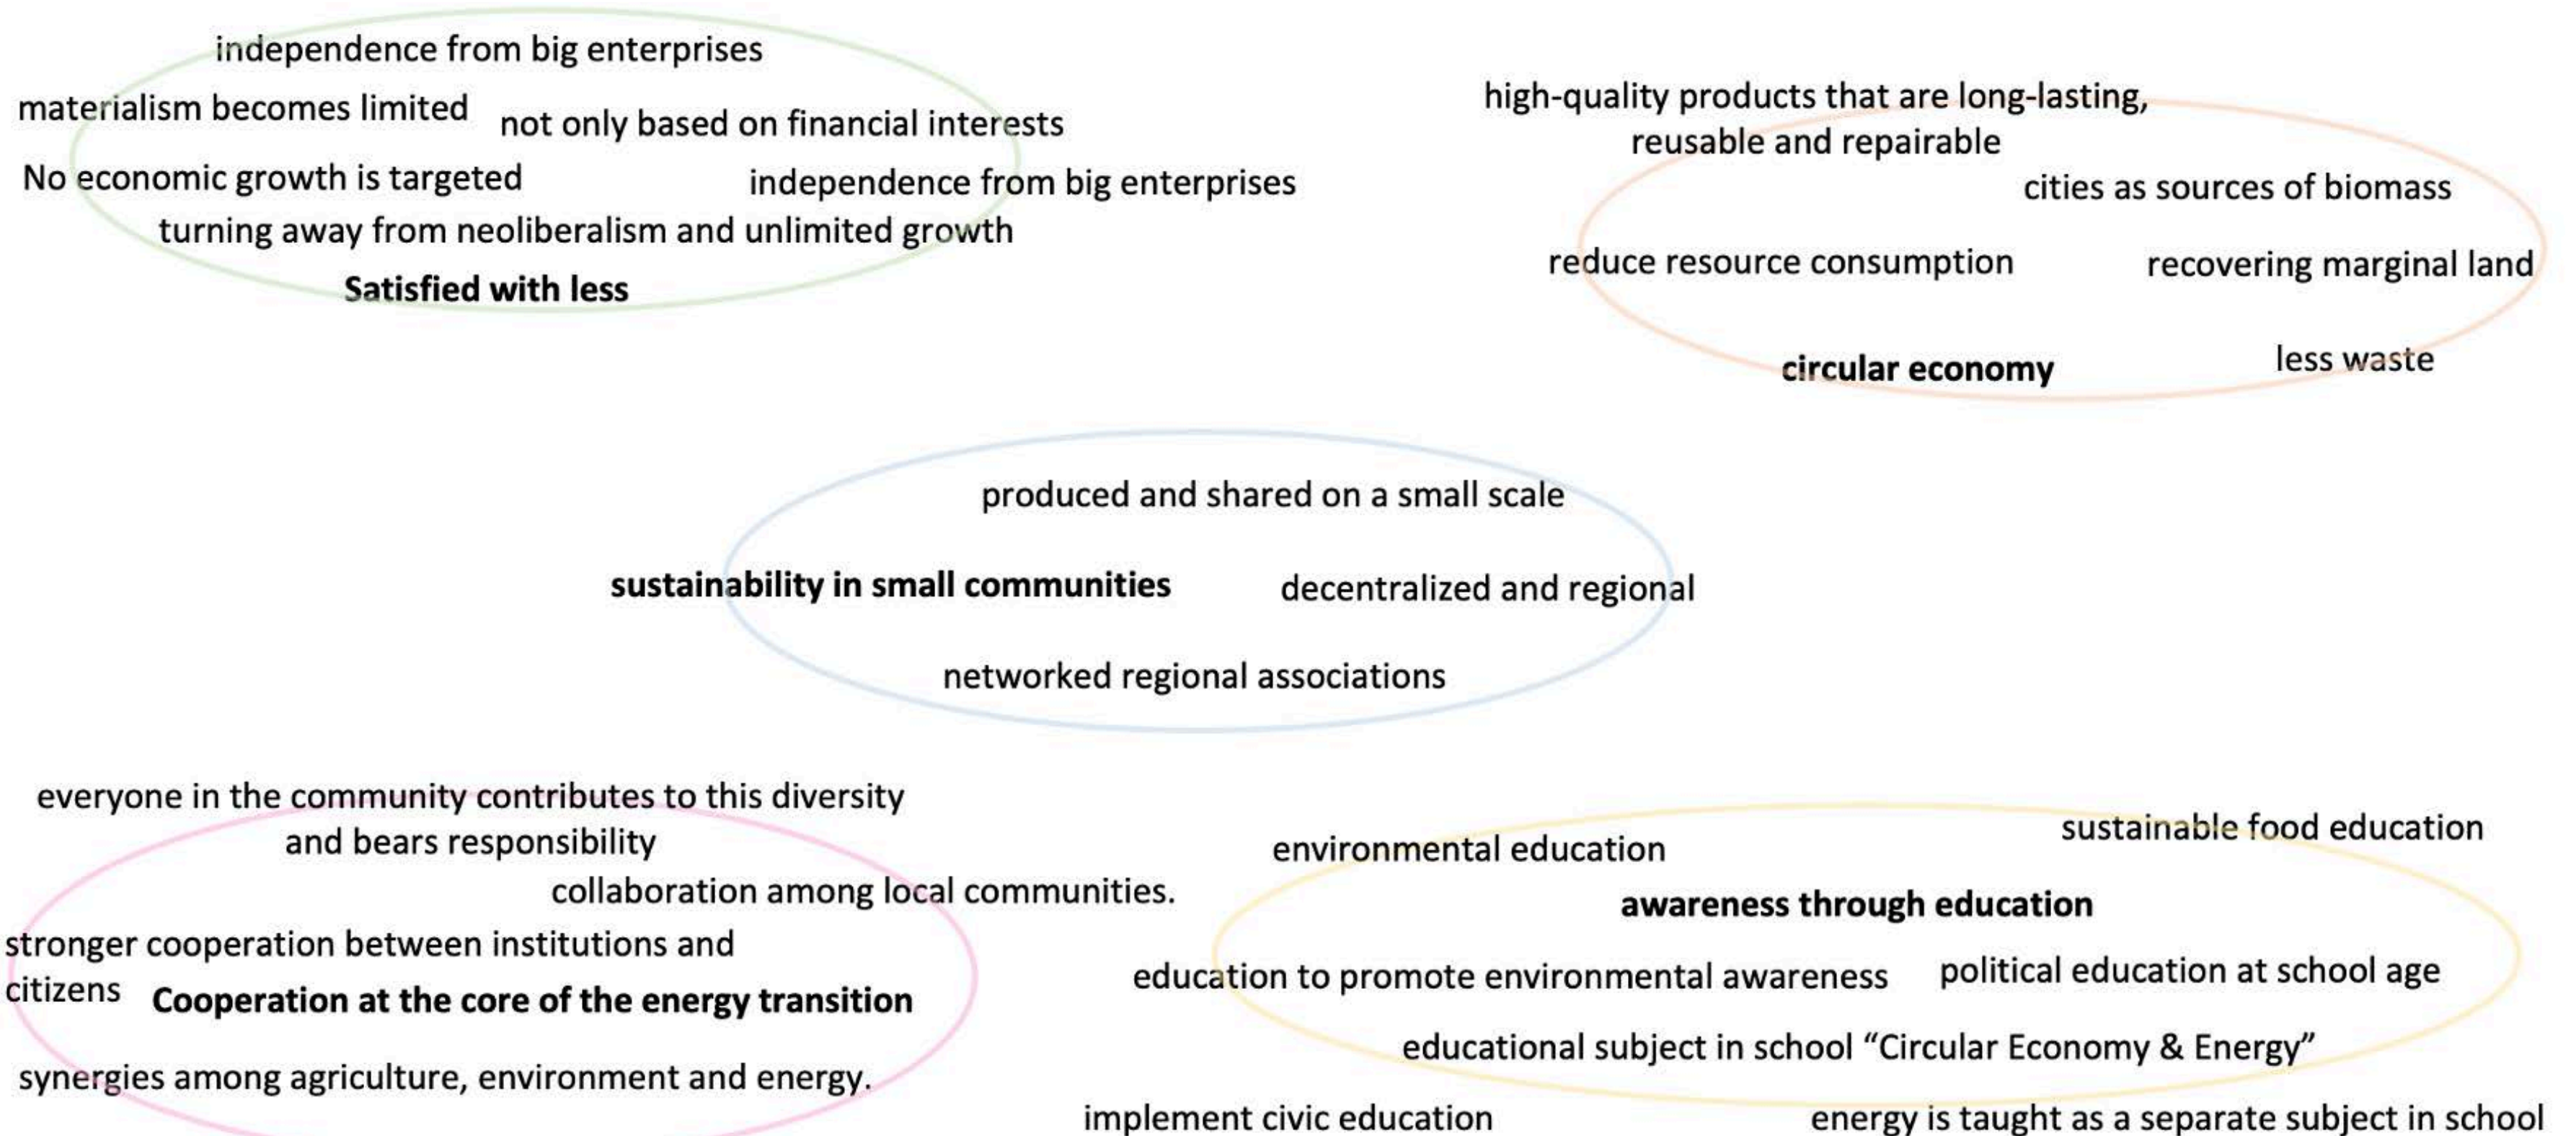 independence from big enterprises
materialism becomes limited
not only based on financial interests
No economic growth is targeted
independence from big enterprises
turning away from neoliberalism and unlimited growth
Satisfied with less
high-quality products that are long-lasting,
reusable and repairable
cities as sources of biomass
reduce resource consumption
recovering marginal land
circular economy
less waste
produced and shared on a small scale
sustainability in small communities
decentralized and regional
networked regional associations
everyone in the community contributes to this diversity
and bears responsibility
collaboration among local communities.
stronger cooperation between institutions and
citizens
Cooperation at the core of the energy transition
synergies among agriculture, environment and energy.
environmental education
sustainable food education
awareness through education
education to promote environmental awareness
political education at school age
educational subject in school “Circular Economy & Energy”
implement civic education
energy is taught as a separate subject in school